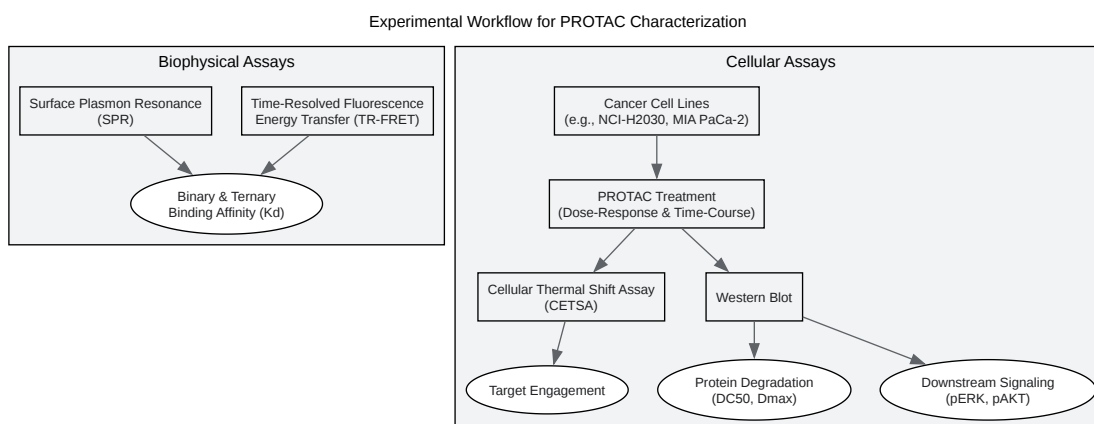 Experimental Workflow for PROTAC Characterization
Biophysical Assays
Surface Plasmon Resonance
(SPR)
Time-Resolved Fluorescence
Energy Transfer (TR-FRET)
Binary & Ternary
Binding Affinity (Kd)
Cellular Assays
Cancer Cell Lines
(e.g., NCI-H2030, MIA PaCa-2)
PROTAC Treatment
(Dose-Response & Time-Course)
Cellular Thermal Shift Assay
(CETSA)
Western Blot
Target Engagement
Protein Degradation
(DC50, Dmax)
Downstream Signaling
(pERK, pAKT)